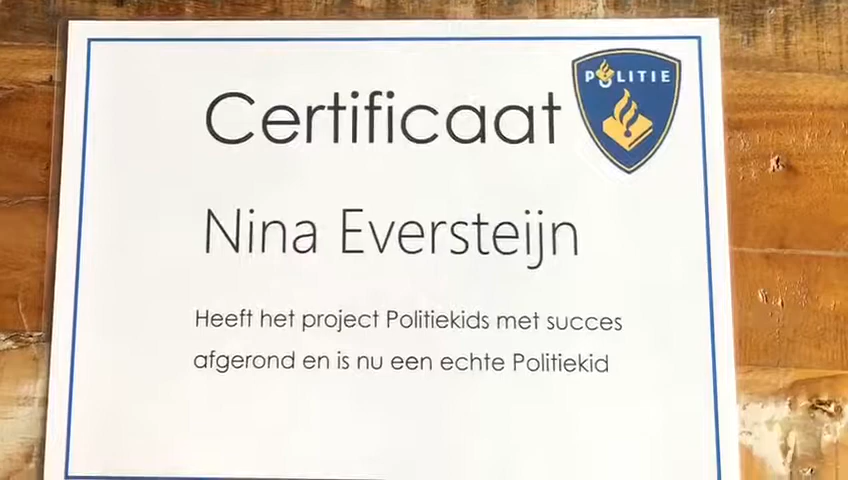 Certificaat
POLITIE
Nina Eversteijn
Heeft het project Politiekids met succes
afgerond en is nu een echte Politiekid